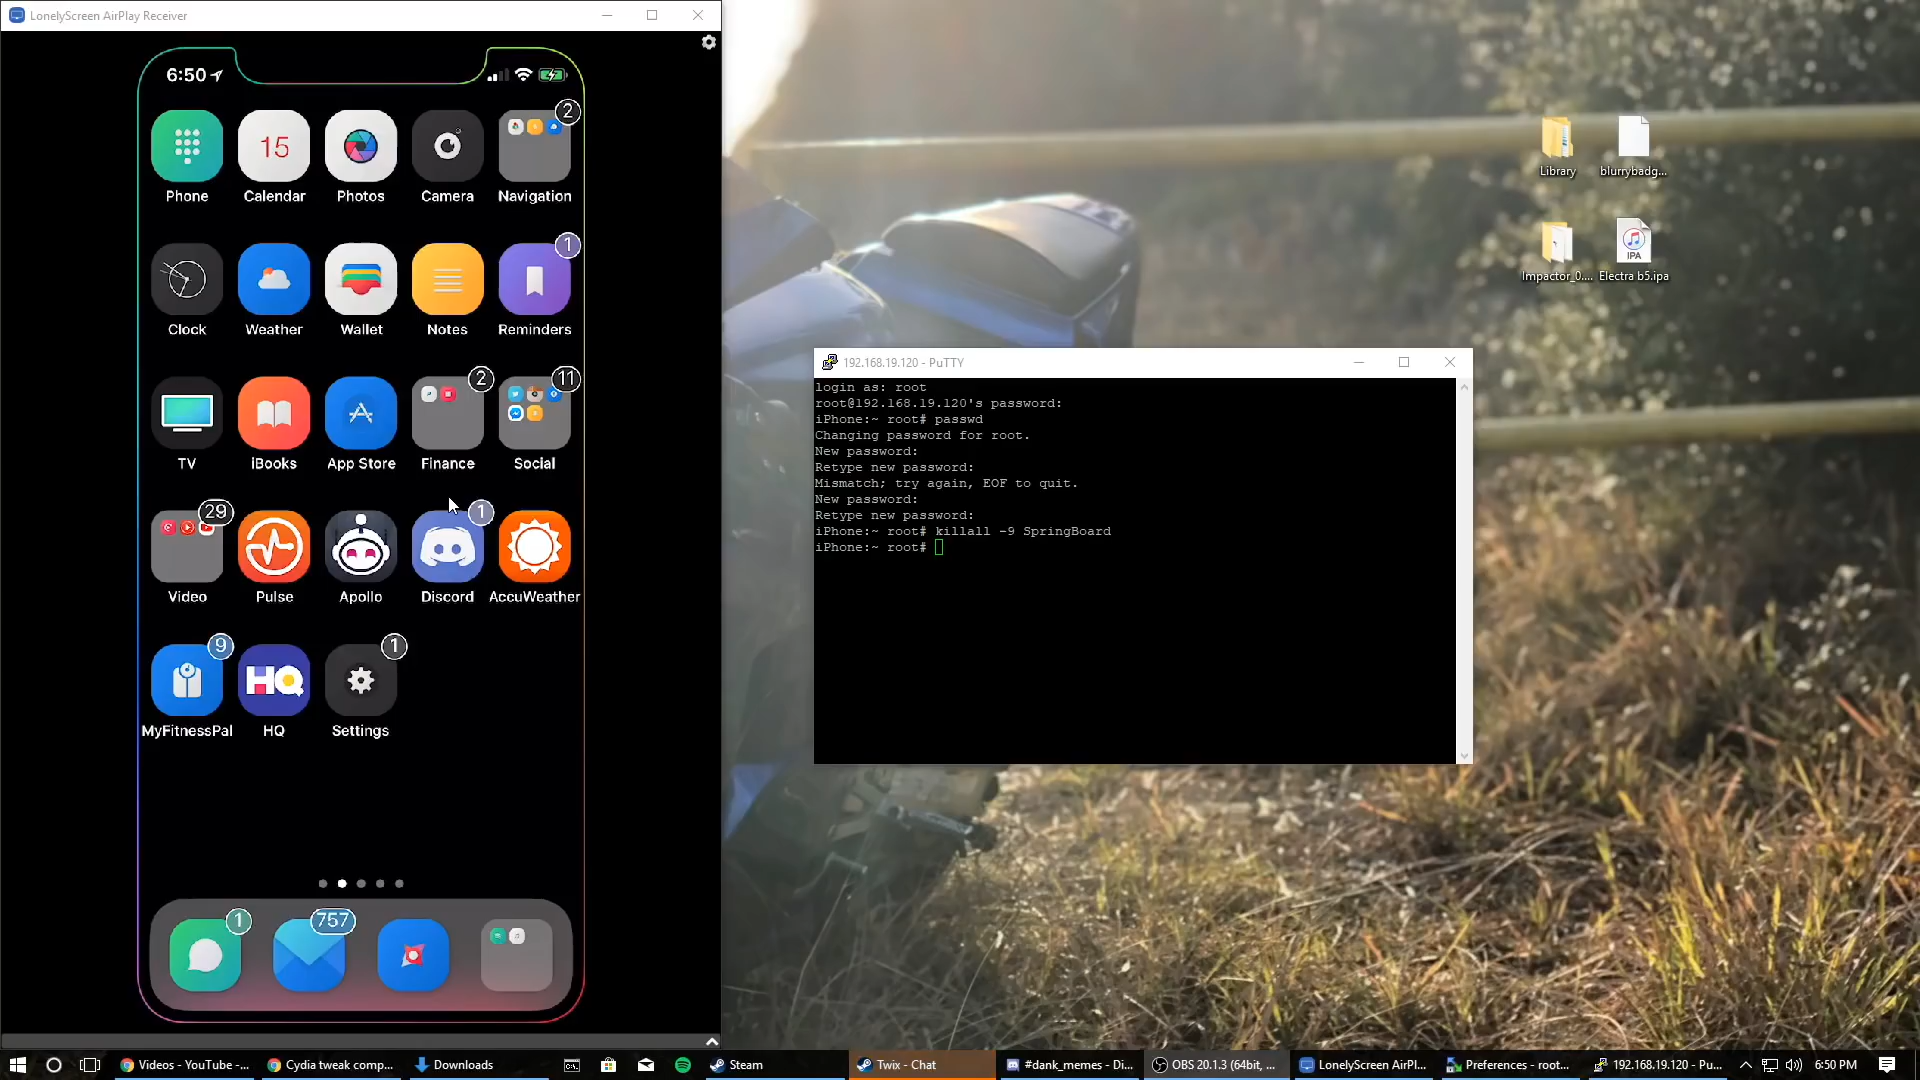 LonelyScreen AirPlay Receiver
6:50
2
15
Phone
Calendar
Photos
Camera
Navigation
1
Clock
Weather
Wallet
Notes
Reminders
2
11
TV
iBooks
App Store
Finance
Social
29
1
Video
Pulse
Apollo
Discord
AccuWeather
9
1
HQ
MyFitnessPal
HQ
Settings
1
757
Library
blurrybadg...
IPA
Impactor_0....
Electra b5.ipa
192.168.19.120 - PuTTY
login as: root
root@192.168.19.120's password:
iPhone:~ root# passwd
Changing password for root.
New password:
Retype new password:
Mismatch; try again, EOF to quit.
New password:
Retype new password:
iPhone:~ root# killall -9 SpringBoard
iPhone:~ root#
Videos - YouTube -...
Cydia tweak comp...
Downloads
Steam
Twix - Chat
#dank_memes - Di...
OBS 20.1.3 (64bit, ...
LonelyScreen AirPl...
Preferences - root...
192.168.19.120 - Pu...
6:50 PM